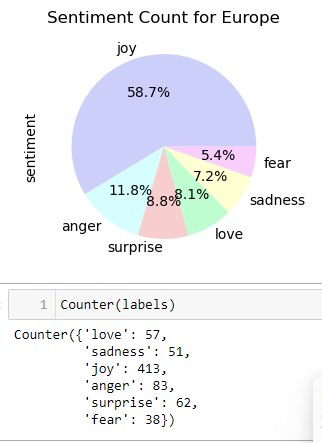 Sentiment Count for Europe
joy
58.7%
sentiment
5.4%
fear
7.2%
sadness
11.8%
8.8%
8.1%
anger
surprise
love
1 Counter(labels)
Counter({'love': 57,
'sadness': 51,
'joy': 413,
'anger': 83,
'surprise': 62,
'fear': 38})